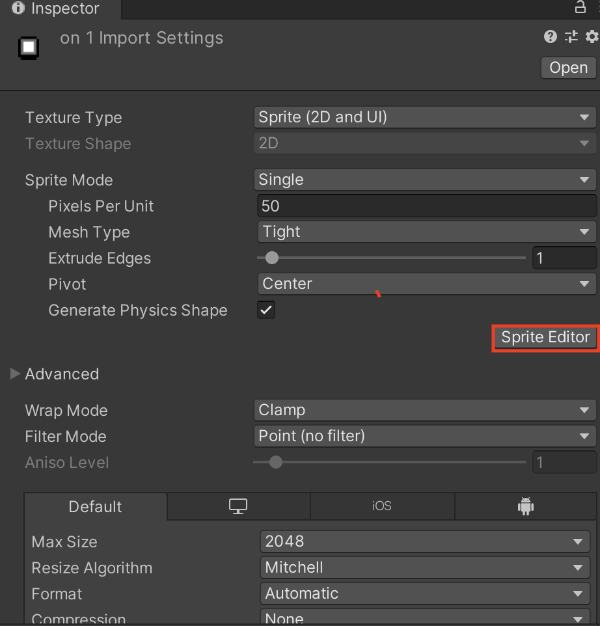 Inspector
on 1 Import Settings
Open
Texture Type Sprite (2D and UI)
Texture Shape 2D
Sprite Mode Single
Pixels Per Unit 50
Mesh Type Tight
Extrude Edges 1
Pivot Center
Generate Physics Shape
Sprite Editor
Advanced
Wrap Mode Clamp
Filter Mode Point (no filter)
Aniso Level 1
Default iOS
Max Size 2048
Resize Algorithm Mitchell
Format Automatic
Compression None